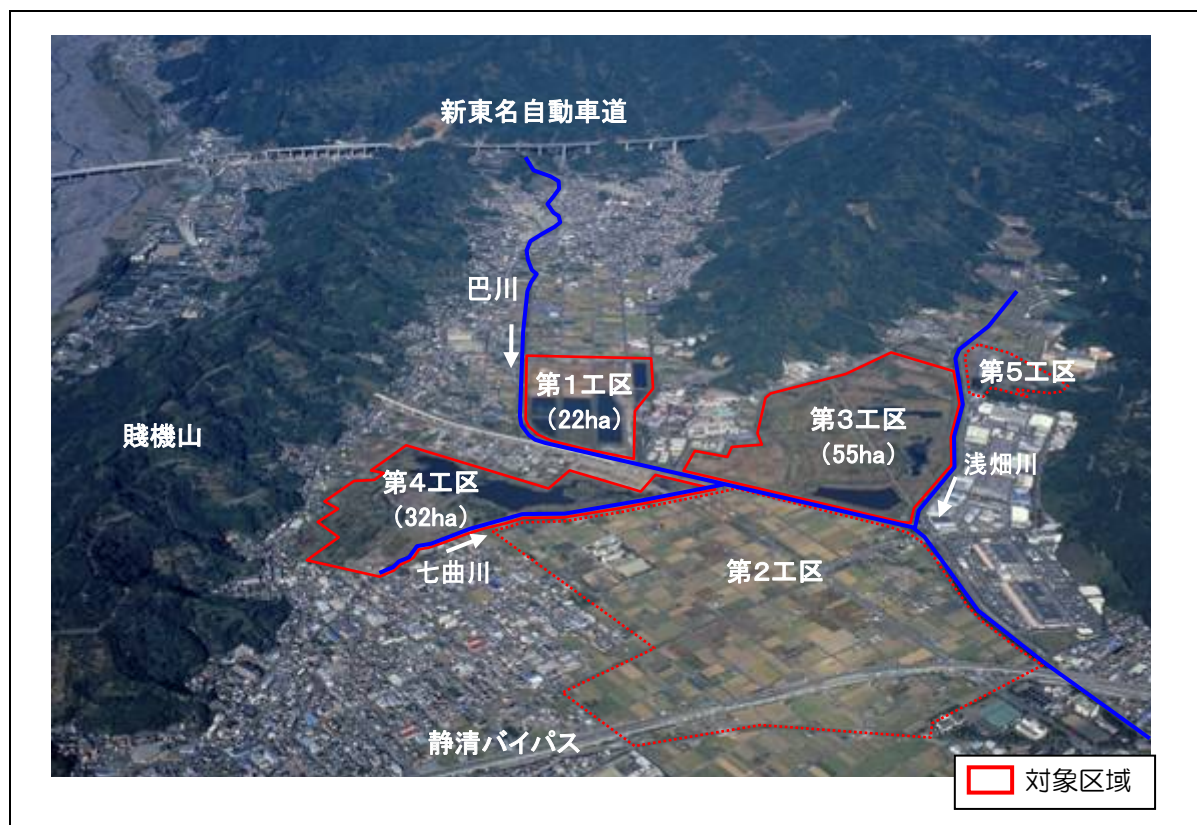 新東名自動車道
巴川
第1工区
（22ha）
第5工区
第3工区
（55ha）
賤機山
浅畑川
第4工区
（32ha）
七曲川
第2工区
静清バイパス
対象区域